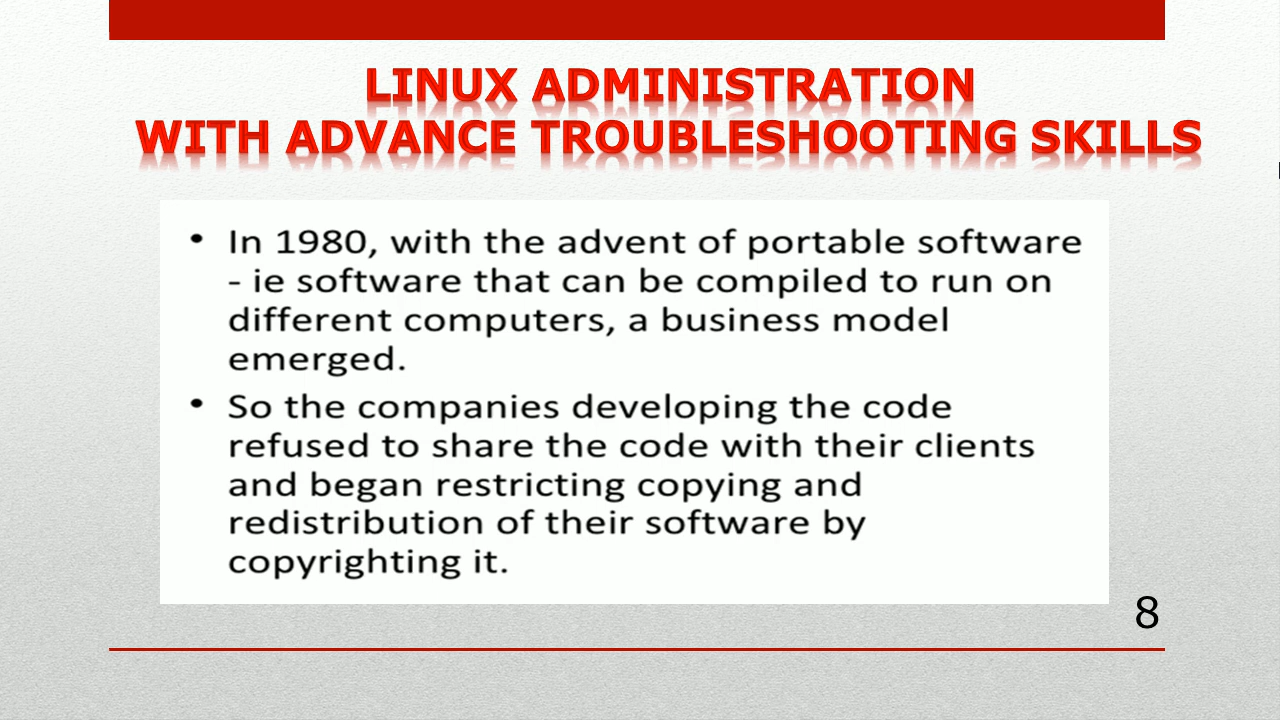 LINUX ADMINISTRATION
WITH ADVANCE TROUBLESHOOTING SKILLS
• In 1980, with the advent of portable software
- ie software that can be compiled to run on
different computers, a business model
emerged.
• So the companies developing the code
refused to share the code with their clients
and began restricting copying and
redistribution of their software by
copyrighting it.
8